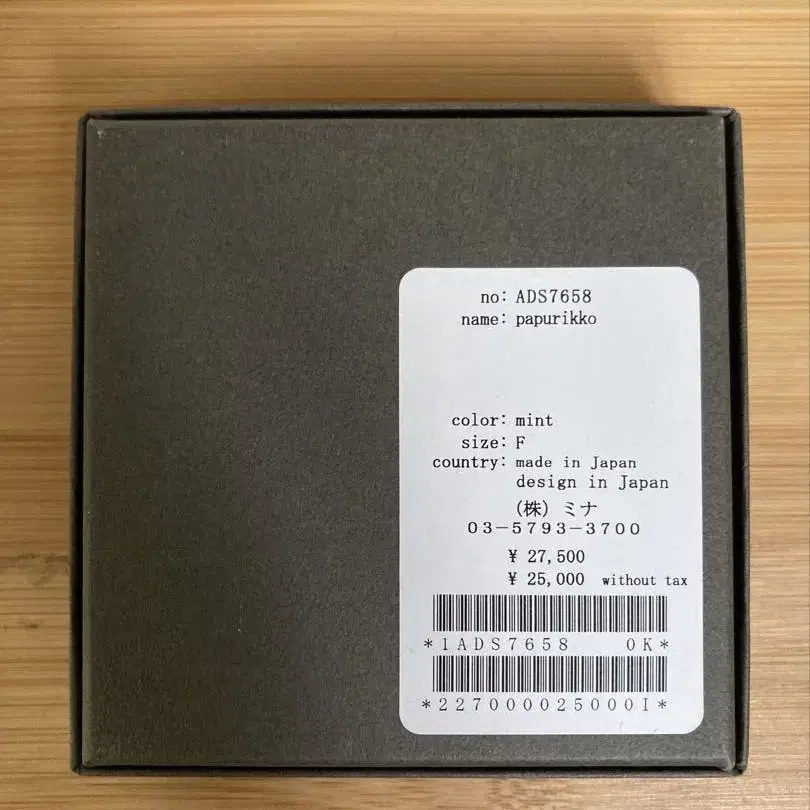 no: ADS7658
name: papurikko
color: mint
size: F
country: made in Japan
design in Japan
(株) ミナ
03-5793-3700
¥ 27,500
¥ 25,000 without tax
*1ADS7658 0K*
*2270000250001*